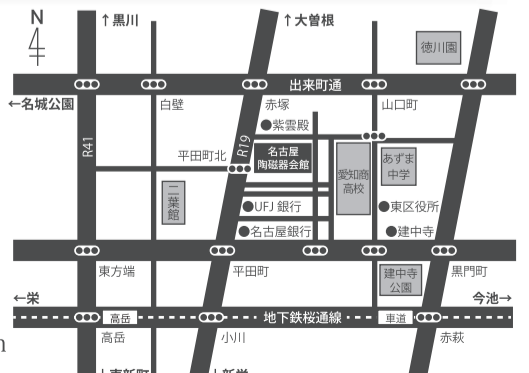 N
↑黒川
↑大曽根
徳川園
出来町通
←名城公園
白壁
赤塚
山口町
紫雲殿
R41
R19
平田町北
名古屋
陶磁器会館
愛知商
高校
あずま
中学
二葉館
UFJ 銀行
東区役所
名古屋銀行
建中寺
東方端
平田町
建中寺
公園
黒門町
←栄
今池→
高岳
地下鉄桜通線
車道
高岳
小川
赤萩
n